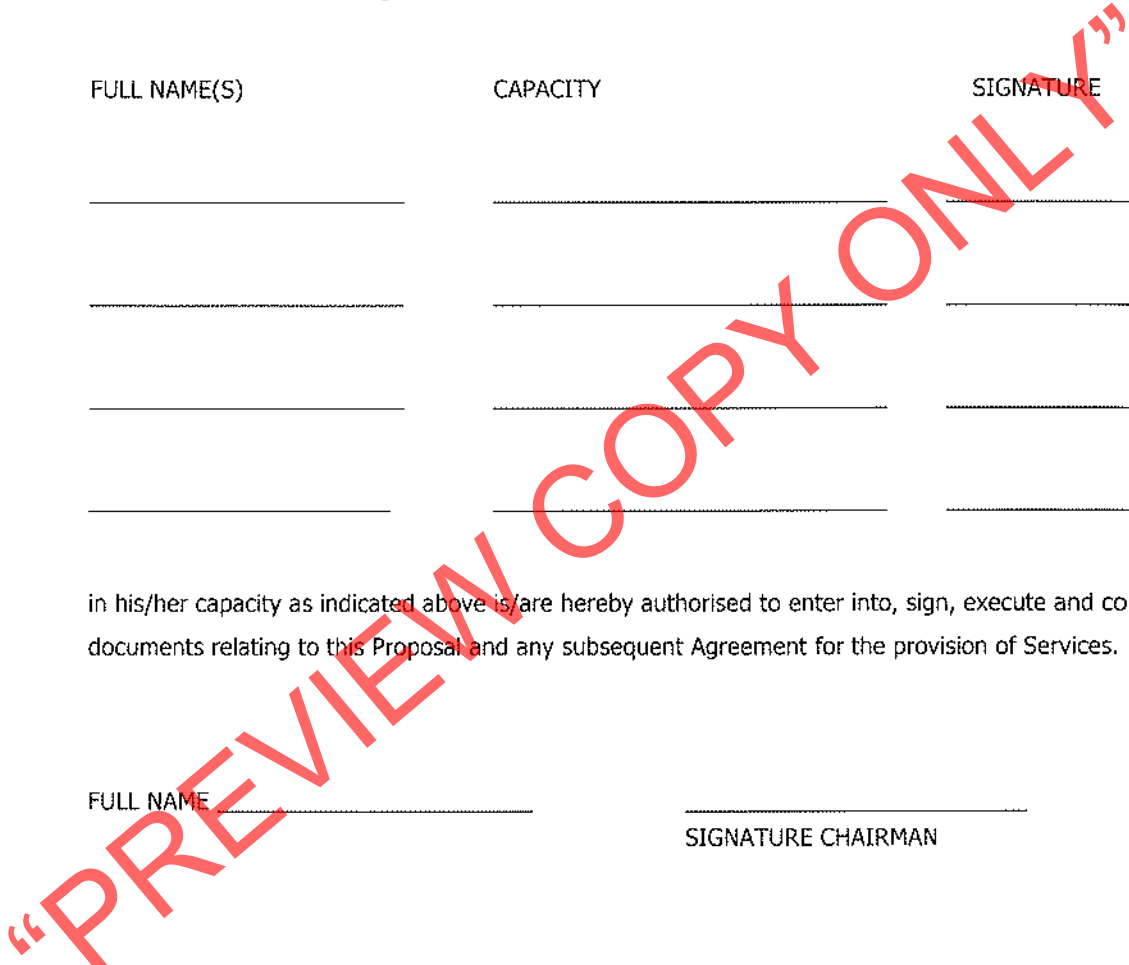 FULL NAME(S) CAPACITY SIGNATURE
in his/her capacity as indicated above is/are hereby authorised to enter into, sign, execute and co
documents relating to this Proposal and any subsequent Agreement for the provision of Services.
FULL NAME
SIGNATURE CHAIRMAN
“PREVIEW COPY ONLY”